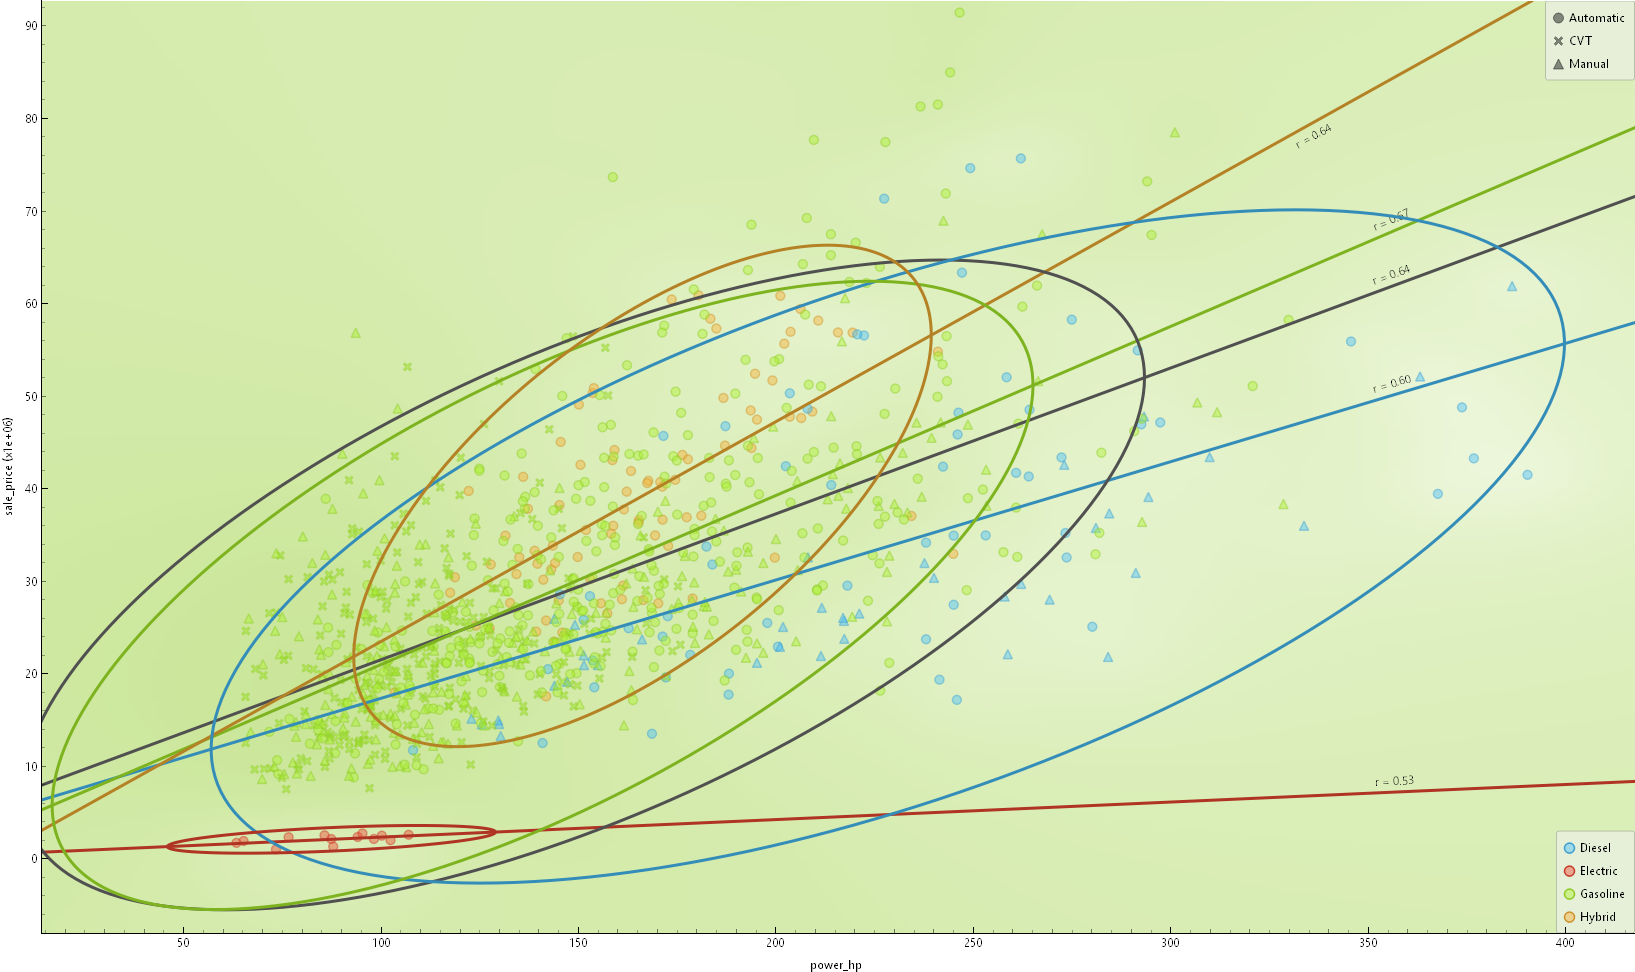 90
80
70
60
50
40
30
20
10
0
sale_price (x1e+06)
50
100
150
200
250
300
350
400
power_hp
Automatic
CVT
Manual
r = 0.64
r = 0.67
r = 0.64
r = 0.60
r = 0.53
Diesel
Electric
Gasoline
Hybrid